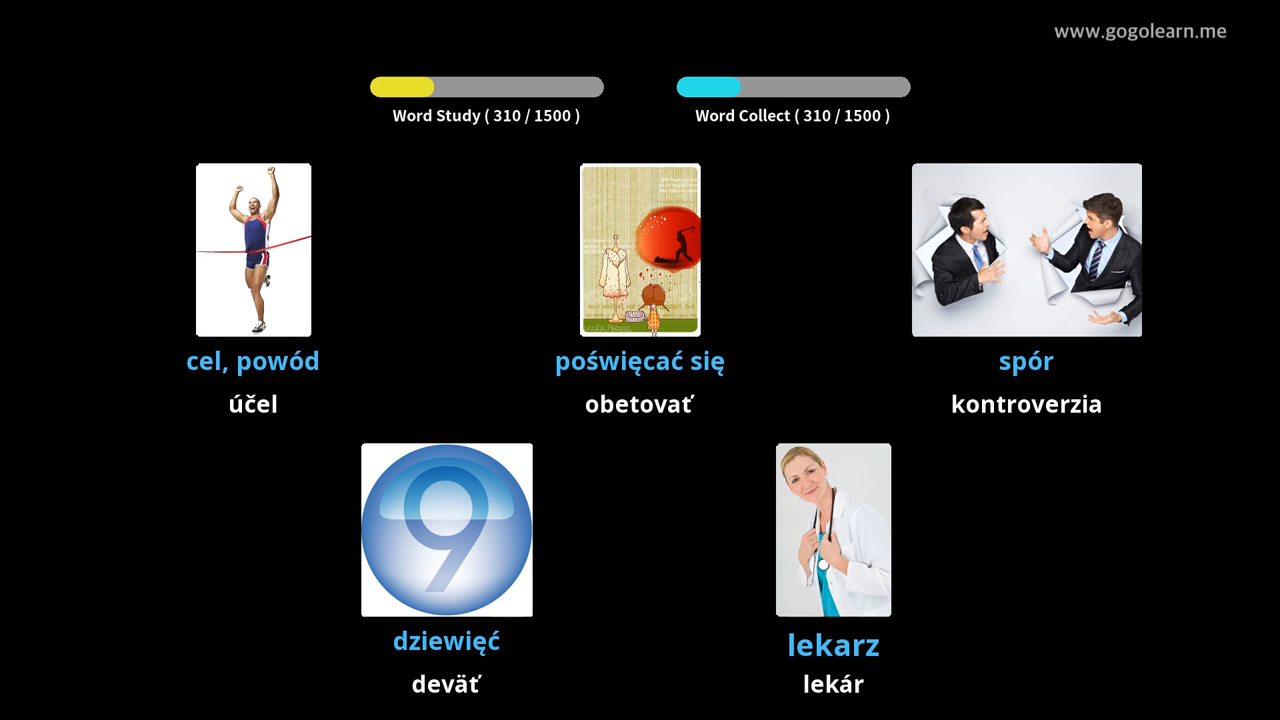 www.gogolearn.me
Word Study ( 310 / 1500 )
Word Collect ( 310 / 1500 )
cel, powód
poświęcać się
spór
účel
obetovať
kontroverzia
9
dziewięć
lekarz
deväť
lekár